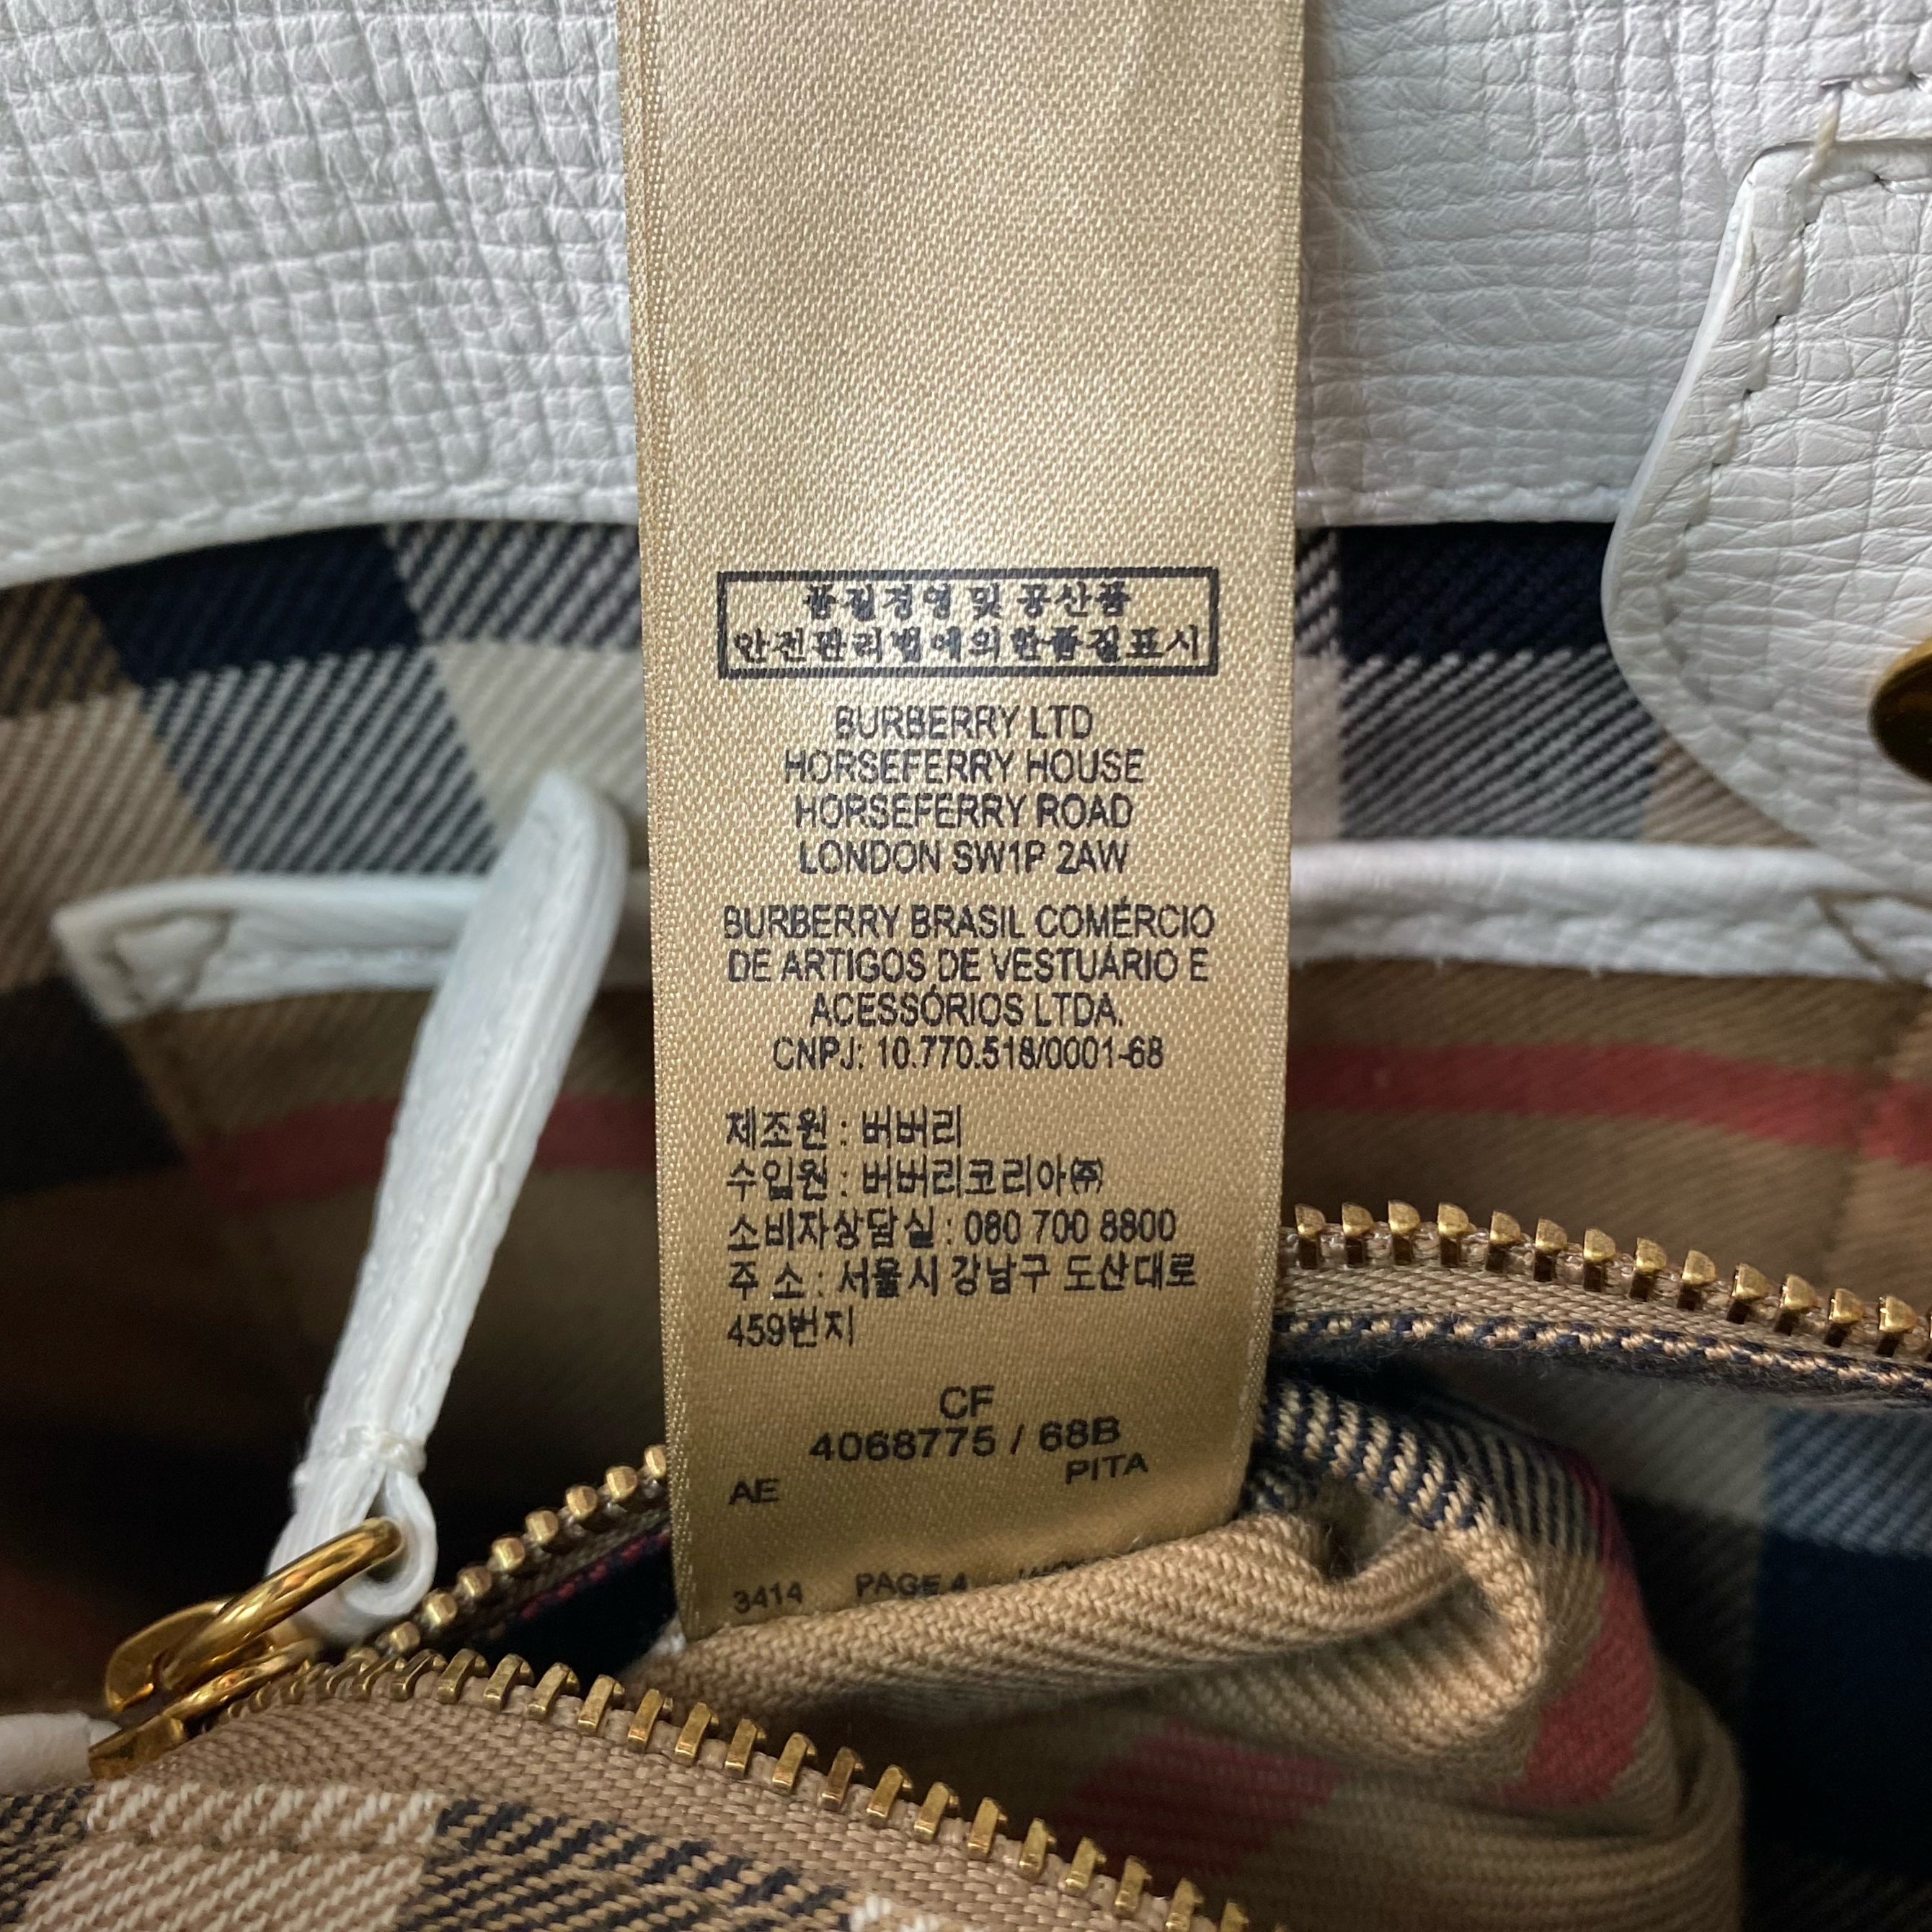 품질경영 및 공산품
안전관리법에의한품질표시
BURBERRY LTD
HORSEFERRY HOUSE
HORSEFERRY ROAD
LONDON SW1P 2AW
BURBERRY BRASIL COMÉRCIO
DE ARTIGOS DE VESTUÁRIO E
ACESSÓRIOS LTDA.
CNPJ: 10.770.518/0001-68
제조원 : 버버리
수입원 : 버버리코리아㈜
소비자상담실 : 080 700 8800
주 소 : 서울시 강남구 도산대로
459번지
CF
4068775 / 68B
AE PITA
3414 PAGE 4